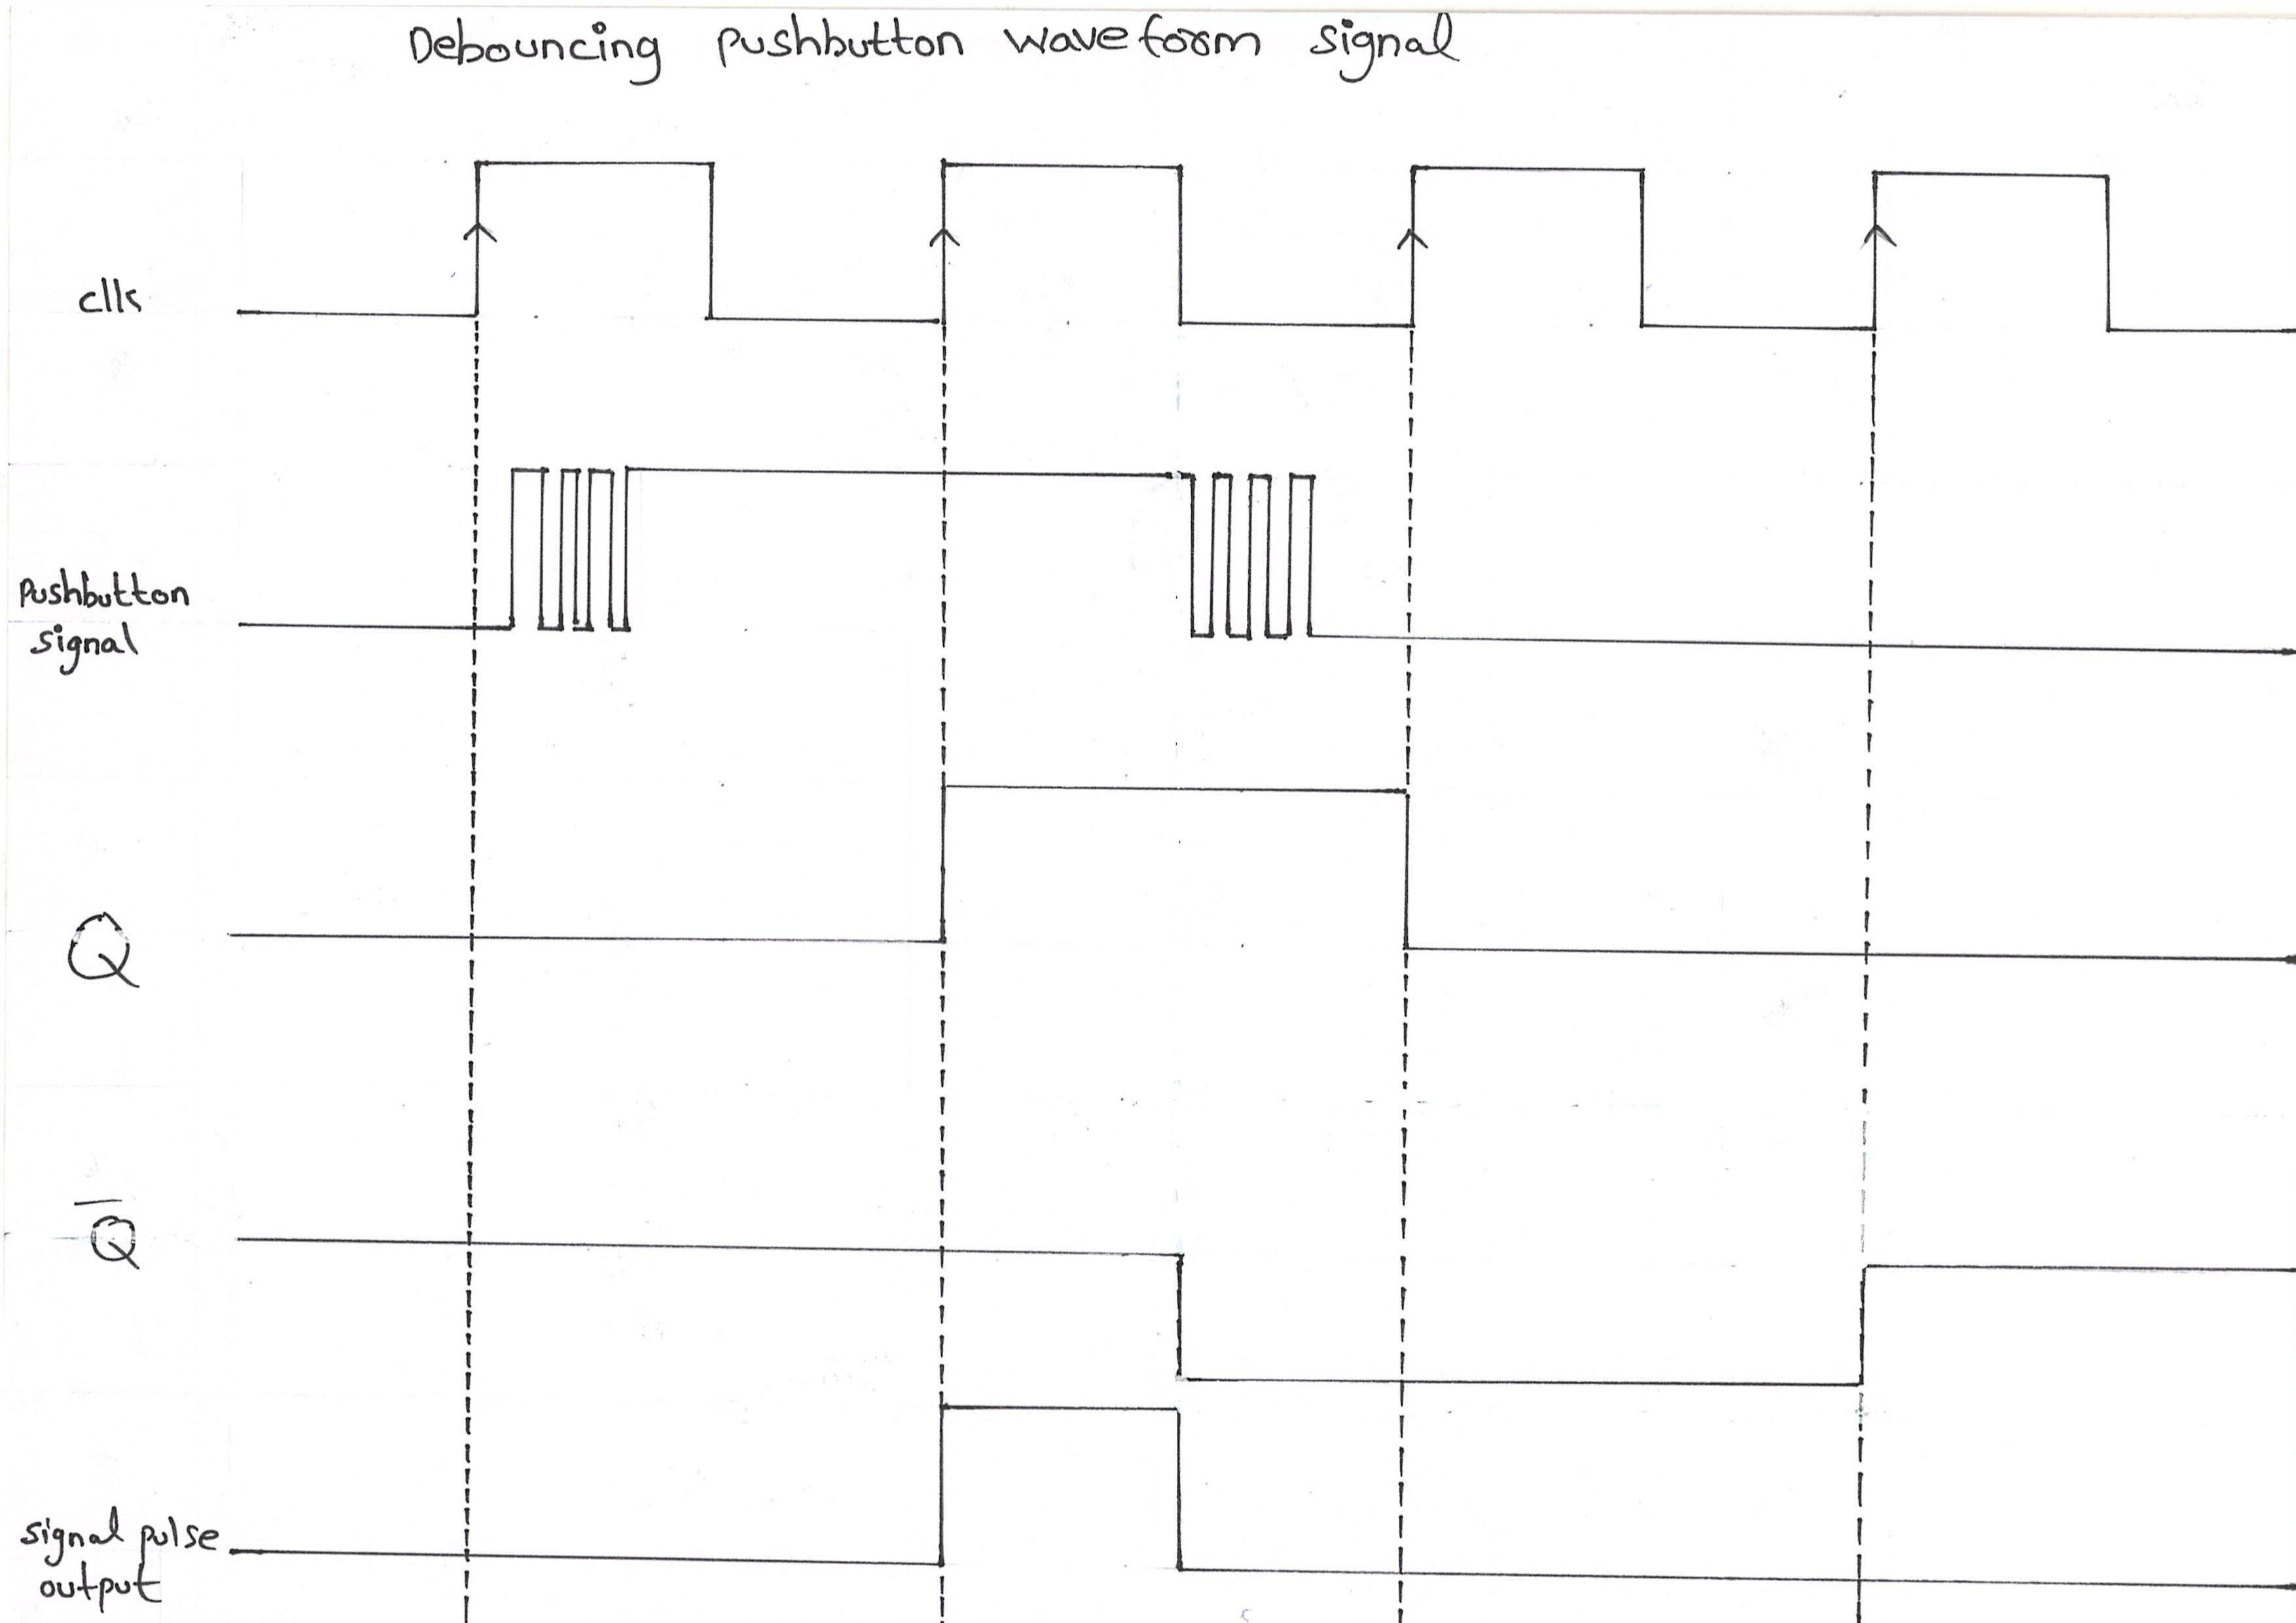 Debouncing pushbutton waveform signal
clk
Pushbutton
signal
Q
Q̅
signal pulse
output